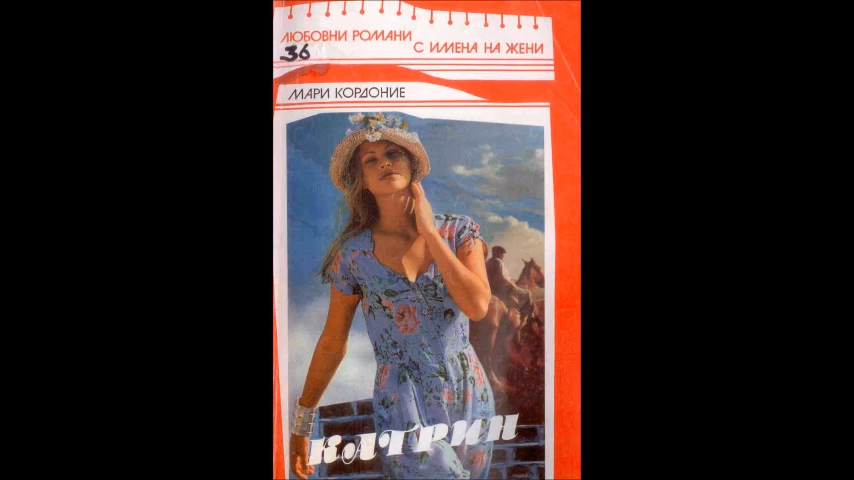 ЛЮБОВНИ РОМАНИ
С ИМЕНА НА ЖЕНИ
36
МАРИ КОРДОНИЕ
КАТРИН